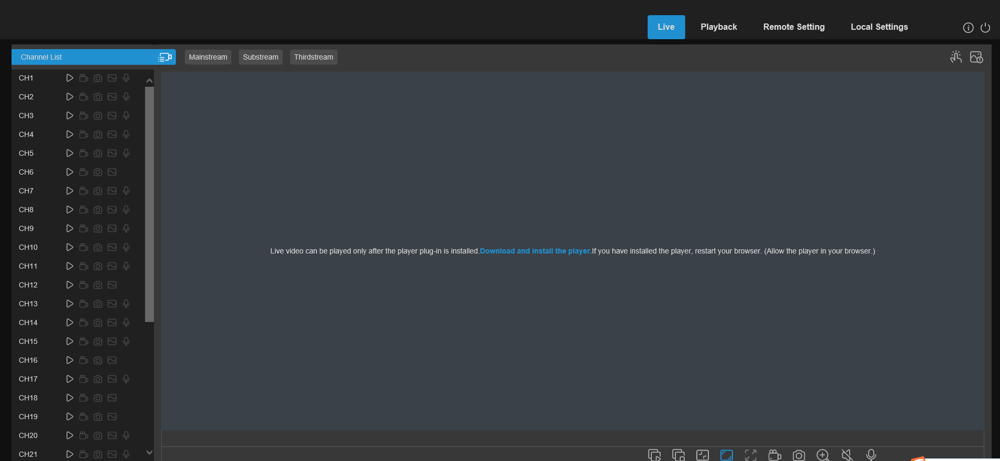 Live Playback Remote Setting Local Settings
Channel List Mainstream Substream Thirdstream
CH1
CH2
CH3
CH4
CH5
CH6
CH7
CH8
CH9
CH10
Live video can be played only after the player plug-in is installed.Download and install the player.If you have installed the player, restart your browser. (Allow the player in your browser.)
CH11
CH12
CH13
CH14
CH15
CH16
CH17
CH18
CH19
CH20
CH21